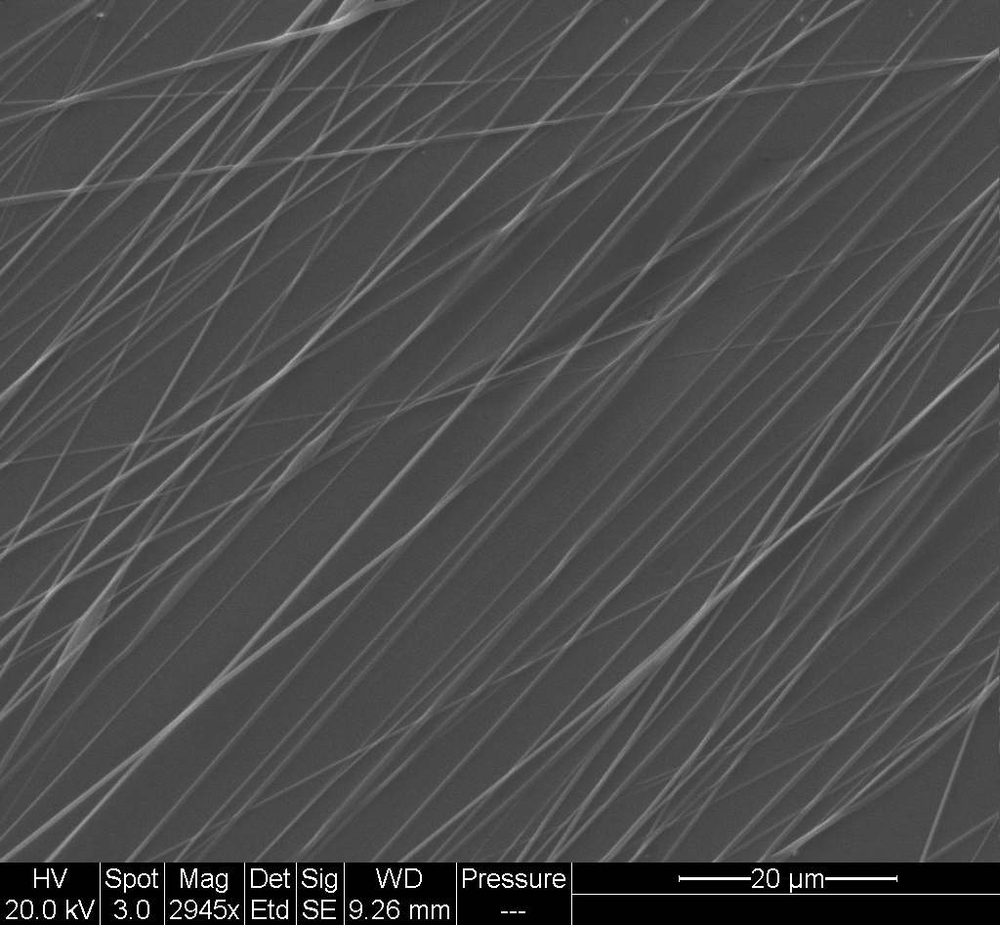 HV Spot Mag Det Sig WD Pressure 20 µm
20.0 kV 3.0 2945x Etd SE 9.26 mm ---